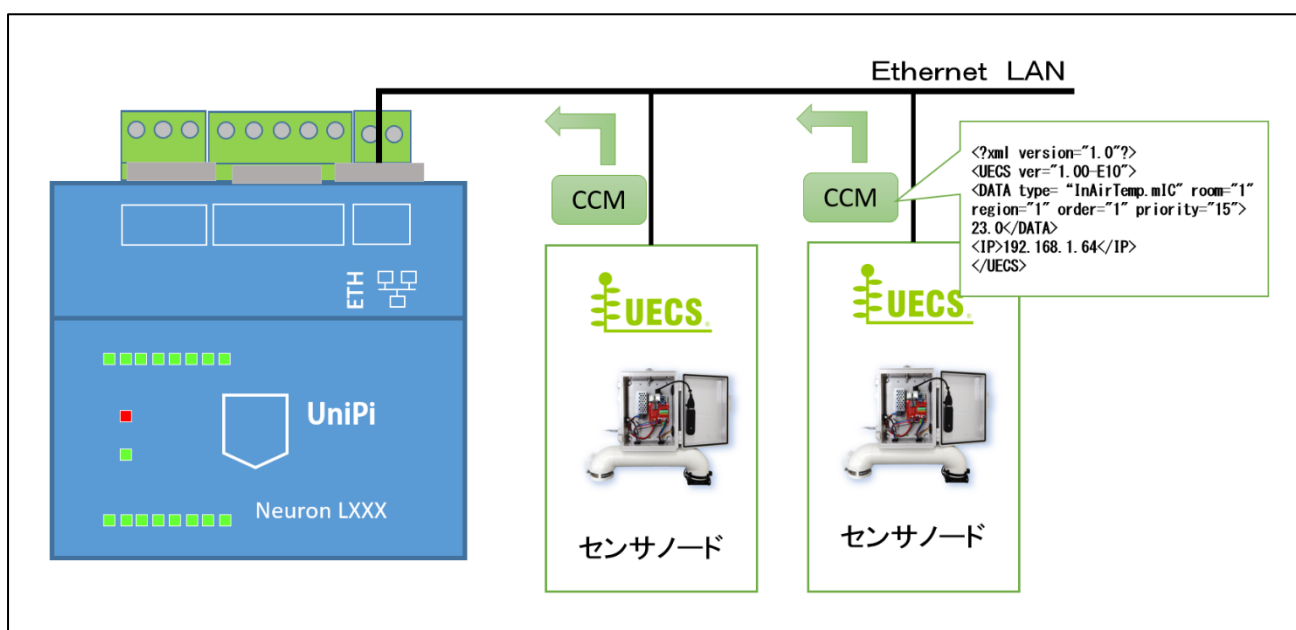 Ethernet LAN
CCM
CCM
<?xml version="1.0"?>
<UECS ver="1.00-E10">
<DATA type= “InAirTemp.mIC" room="1"
region="1" order="1" priority="15">
23.0</DATA>
<IP>192.168.1.64</IP>
</UECS>
ETH
UniPi
Neuron LXXX
UECS®
センサノード
UECS®
センサノード